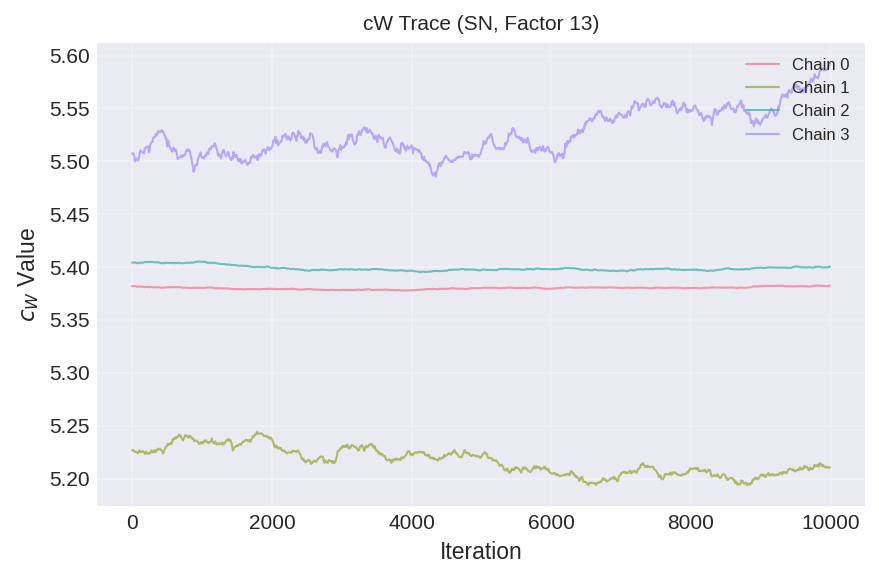 cW Trace (SN, Factor 13)
5.60
5.55
5.50
5.45
5.40
5.35
5.30
5.25
5.20
cW Value
Chain 0
Chain 1
Chain 2
Chain 3
0
2000
4000
6000
8000
10000
Iteration